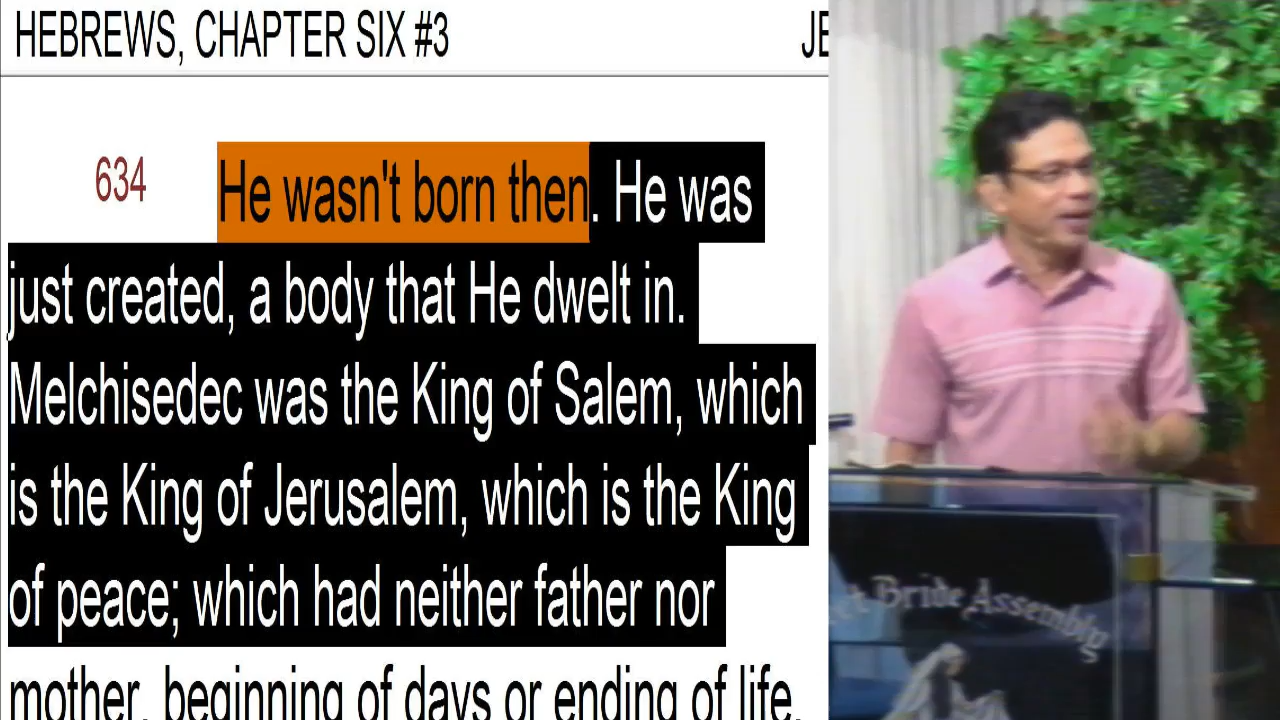 HEBREWS, CHAPTER SIX #3
634 He wasn't born then. He was
just created, a body that He dwelt in.
Melchisedec was the King of Salem, which
is the King of Jerusalem, which is the King
of peace; which had neither father nor
mother, beginning of days or ending of life.
Bride Assembly